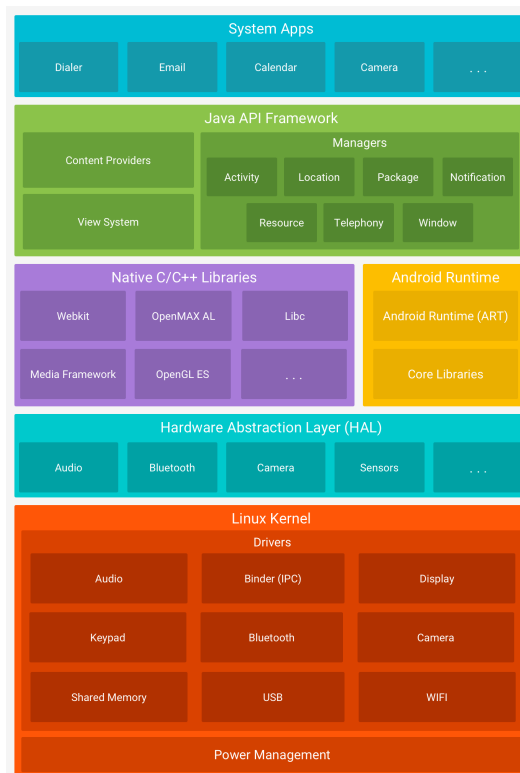 System Apps
Dialer
Email
Calendar
Camera
. . .
Java API Framework
Content Providers
View System
Managers
Activity
Location
Package
Notification
Resource
Telephony
Window
Native C/C++ Libraries
Webkit
OpenMAX AL
Libc
Media Framework
OpenGL ES
. . .
Android Runtime
Android Runtime (ART)
Core Libraries
Hardware Abstraction Layer (HAL)
Audio
Bluetooth
Camera
Sensors
. . .
Linux Kernel
Drivers
Audio
Binder (IPC)
Display
Keypad
Bluetooth
Camera
Shared Memory
USB
WIFI
Power Management